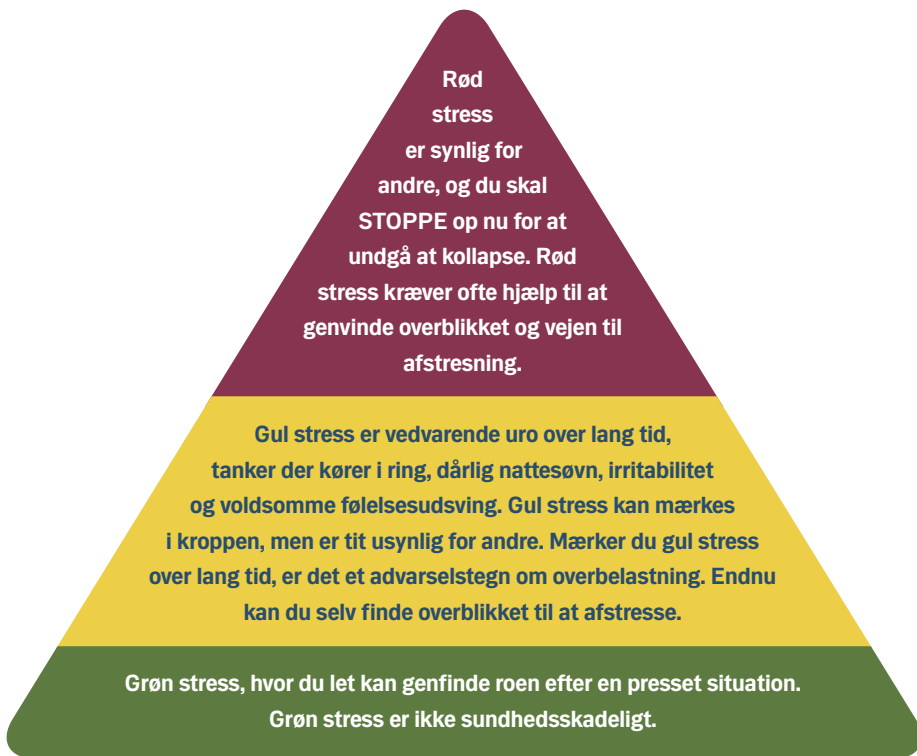 Rød
stress
er synlig for
andre, og du skal
STOPPE op nu for at
undgå at kollapse. Rød
stress kræver ofte hjælp til at
genvinde overblikket og vejen til
afstresning.
Gul stress er vedvarende uro over lang tid,
tanker der kører i ring, dårlig nattesøvn, irritabilitet
og voldsomme følelsesudsving. Gul stress kan mærkes
i kroppen, men er tit usynlig for andre. Mærker du gul stress
over lang tid, er det et advarselstegn om overbelastning. Endnu
kan du selv finde overblikket til at afstresse.
Grøn stress, hvor du let kan genfinde roen efter en presset situation.
Grøn stress er ikke sundhedsskadeligt.